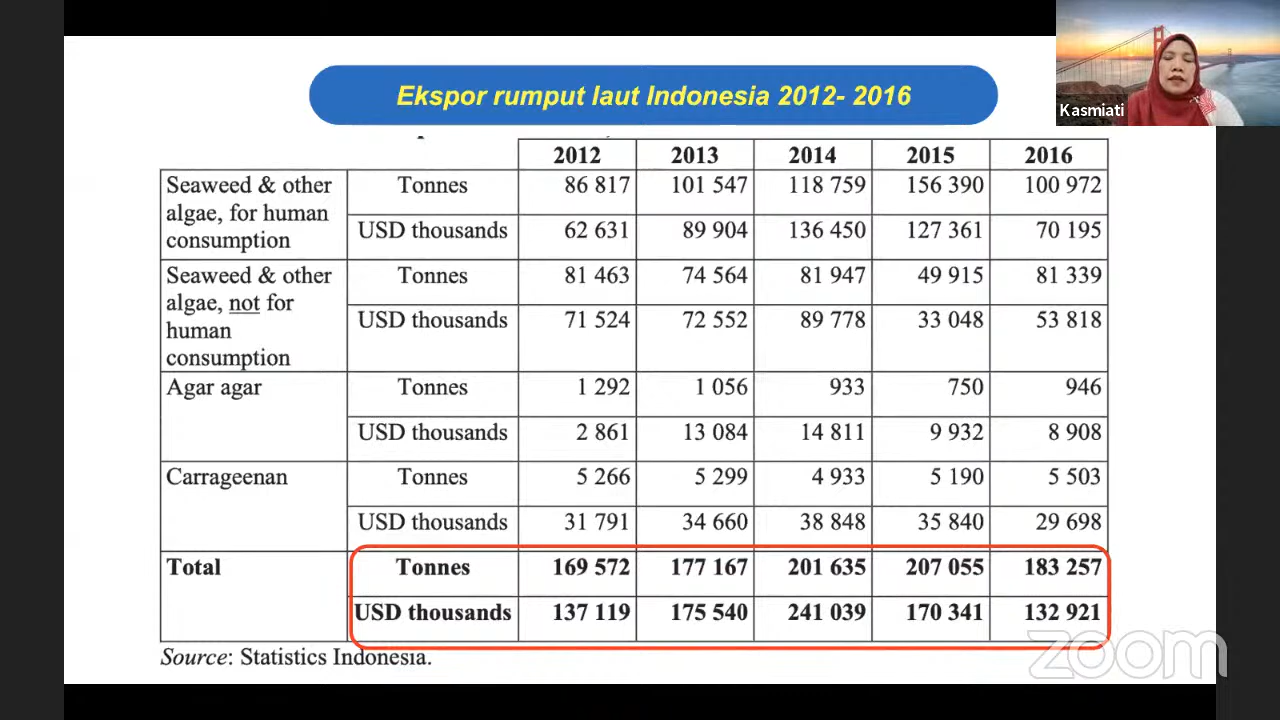 Ekspor rumput laut Indonesia 2012- 2016
Kasmiati
2012 2013 2014 2015 2016
Seaweed & other algae, for human consumption Tonnes 86 817 101 547 118 759 156 390 100 972
USD thousands 62 631 89 904 136 450 127 361 70 195
Seaweed & other algae, not for human consumption Tonnes 81 463 74 564 81 947 49 915 81 339
USD thousands 71 524 72 552 89 778 33 048 53 818
Agar agar Tonnes 1 292 1 056 933 750 946
USD thousands 2 861 13 084 14 811 9 932 8 908
Carrageenan Tonnes 5 266 5 299 4 933 5 190 5 503
USD thousands 31 791 34 660 38 848 35 840 29 698
Total Tonnes 169 572 177 167 201 635 207 055 183 257
USD thousands 137 119 175 540 241 039 170 341 132 921
Source: Statistics Indonesia.
zoom